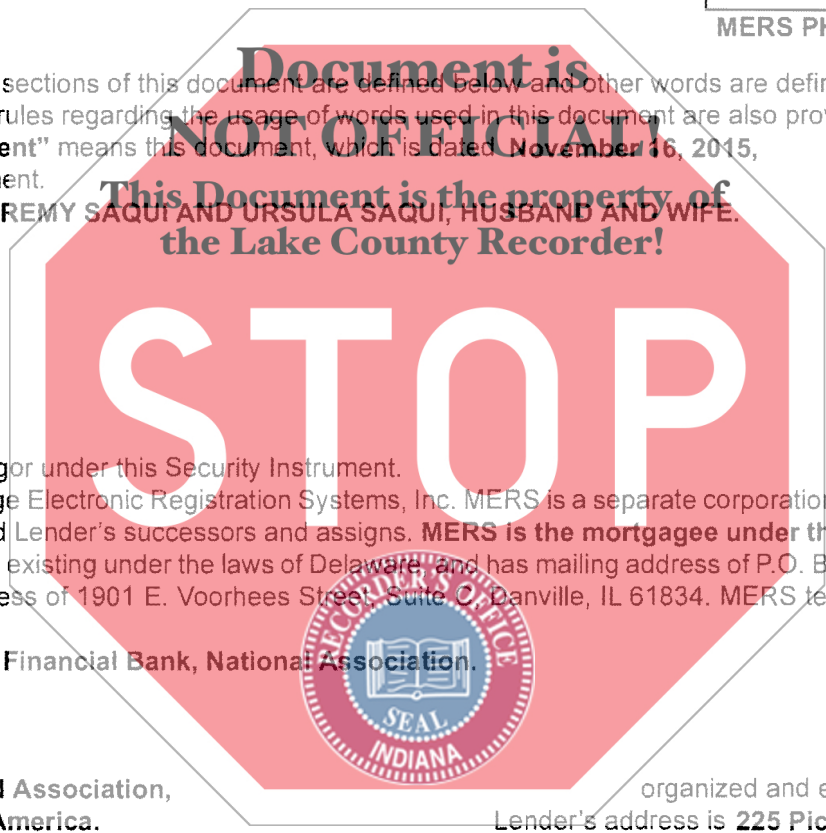 MERS PH
Document is
sections of this document are defined below and other words are defin
rules regarding the usage of words used in this document are also prov
NOT OFFICIAL!
ent" means this document, which is dated November 16, 2015,
ent.
This Document is the property of
REMY SAQUI AND URSULA SAQUI, HUSBAND AND WIFE.
the Lake County Recorder!
STOP
gor under this Security Instrument.
ge Electronic Registration Systems, Inc. MERS is a separate corporation
d Lender's successors and assigns. MERS is the mortgagee under th
existing under the laws of Delaware, and has mailing address of P.O. B
ess of 1901 E. Voorhees Street, Suite C, Danville, IL 61834. MERS te
RECORDER'S OFFICE
Financial Bank, National Association.
SEAL
INDIANA
l Association,
organized and e
America.
Lender's address is 225 Pic